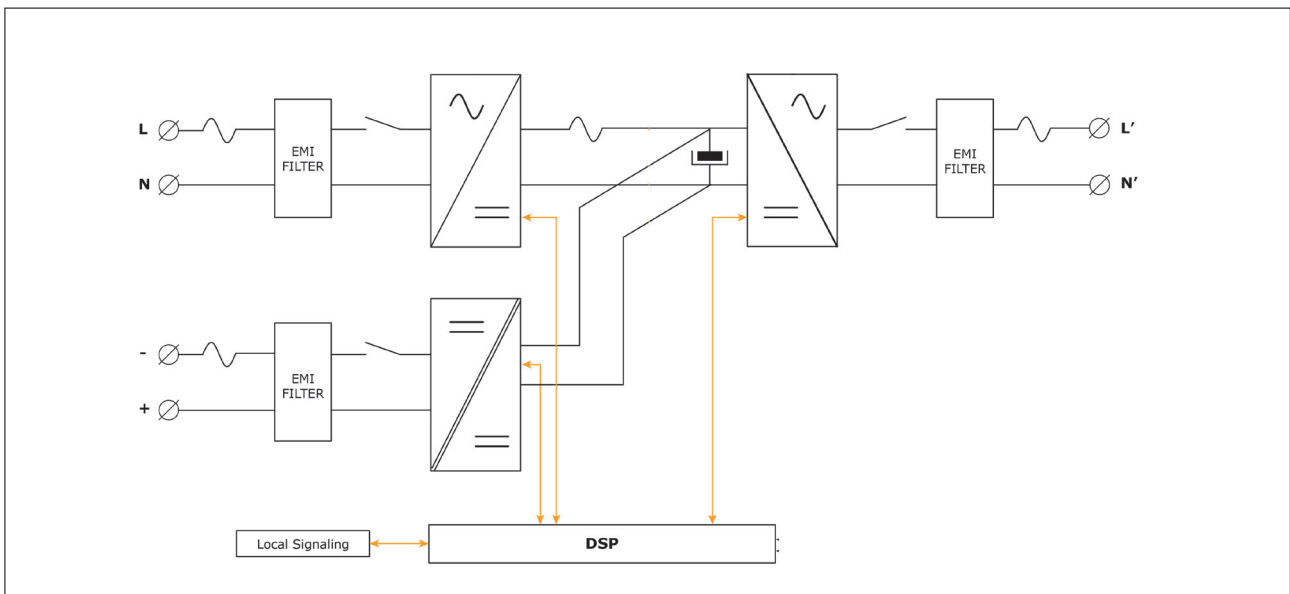 L
EMI
FILTER
N
EMI
FILTER
L’
N’
-
EMI
FILTER
+
Local Signaling
DSP